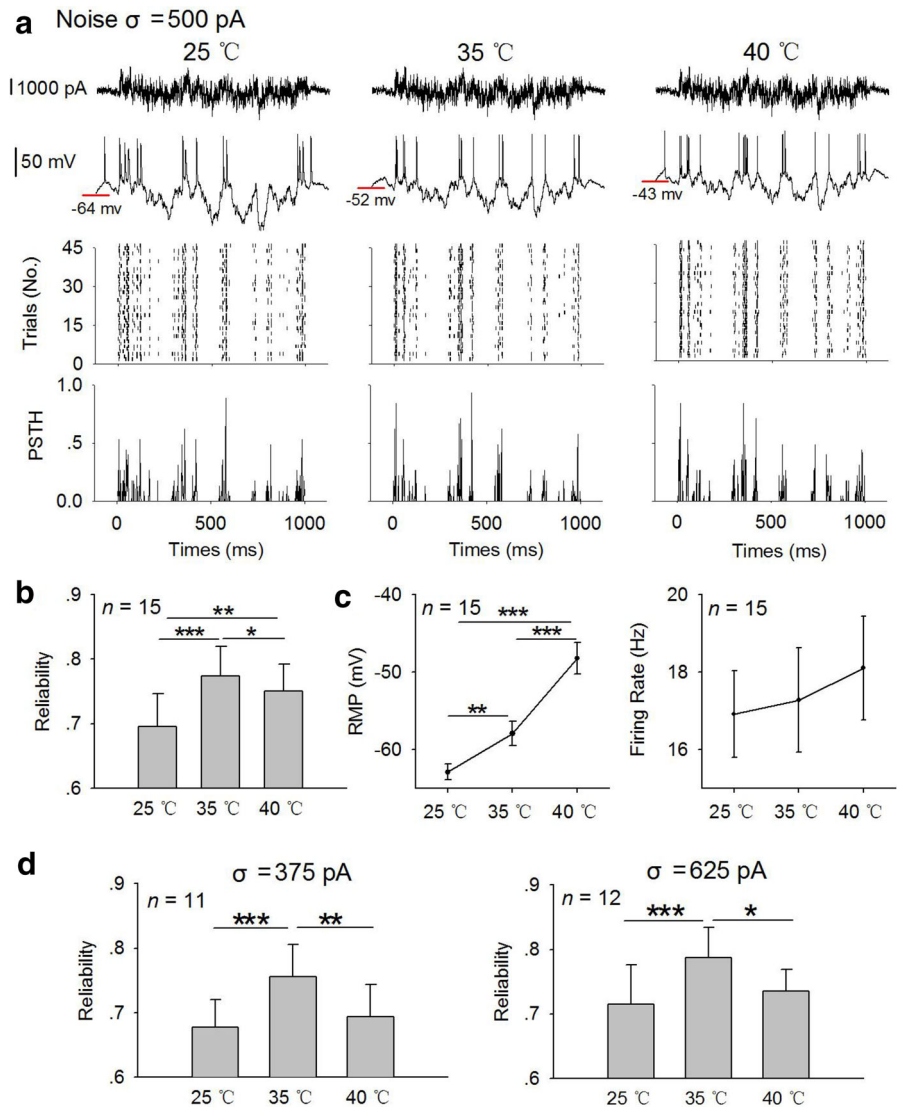 a
Noise σ =500 pA
25 ℃
35 ℃
40 ℃
1000 pA
50 mV
-64 mv
-52 mv
-43 mv
Trials (No.)
45
30
15
0
PSTH
1.0
.5
0.0
0
500
1000
0
500
1000
0
500
1000
Times (ms)
Times (ms)
Times (ms)
b
n = 15
Reliability
.9
.8
.7
.6
***
**
*
25 ℃
35 ℃
40 ℃
c
n = 15
RMP (mV)
-40
-50
-60
***
***
**
25 ℃
35 ℃
40 ℃
n = 15
Firing Rate (Hz)
20
18
16
25 ℃
35 ℃
40 ℃
d
σ =375 pA
n = 11
Reliability
.9
.8
.7
.6
***
**
25 ℃
35 ℃
40 ℃
σ =625 pA
n = 12
Reliability
.9
.8
.7
.6
***
*
25 ℃
35 ℃
40 ℃